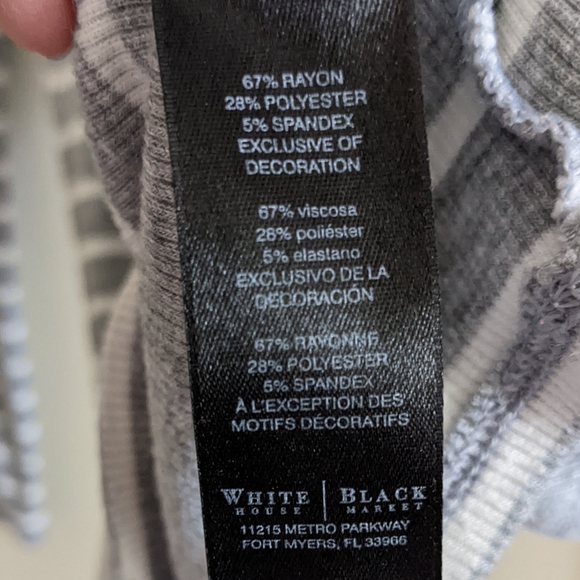 67% RAYON
28% POLYESTER
5% SPANDEX
EXCLUSIVE OF
DECORATION
67% viscosa
28% poliéster
5% elastano
EXCLUSIVO DE LA
DECORACIÓN
67% RAYONNE
28% POLYESTER
5% SPANDEX
À L'EXCEPTION DES
MOTIFS DÉCORATIFS
WHITE | BLACK
HOUSE | MARKET
11215 METRO PARKWAY
FORT MYERS, FL 33966